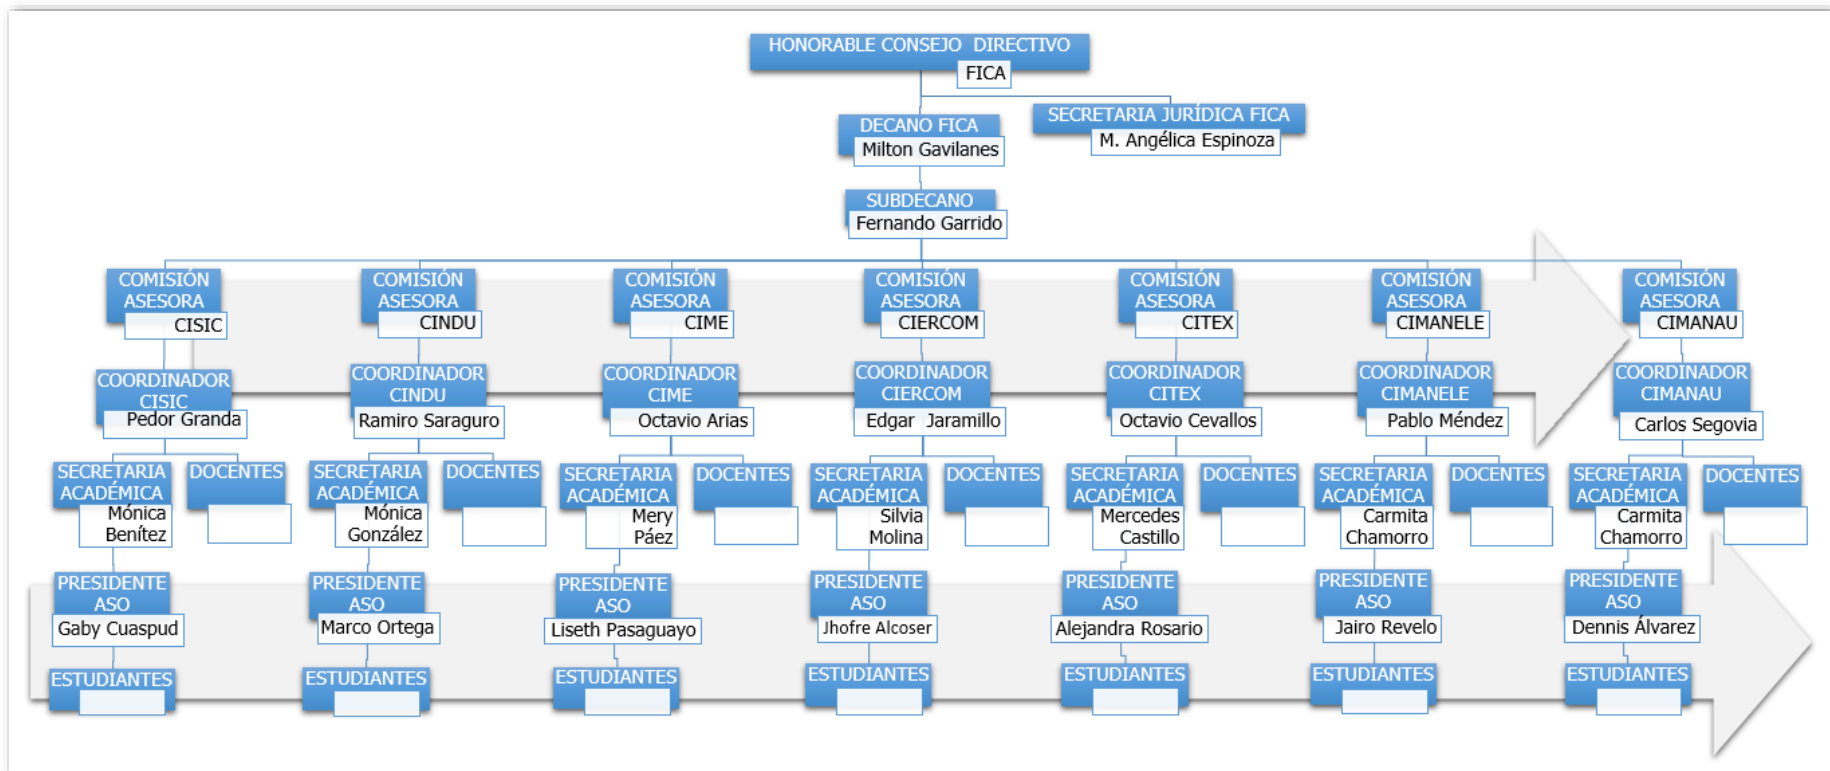 HONORABLE CONSEJO DIRECTIVO
FICA
SECRETARIA JURÍDICA FICA
M. Angélica Espinoza
DECANO FICA
Milton Gavilanes
SUBDECANO
Fernando Garrido
COMISIÓN
ASESORA
CISIC
COMISIÓN
ASESORA
CINDU
COMISIÓN
ASESORA
CIME
COMISIÓN
ASESORA
CIERCOM
COMISIÓN
ASESORA
CITEX
COMISIÓN
ASESORA
CIMANELE
COMISIÓN
ASESORA
CIMANAU
COORDINADOR
CISIC
Pedor Granda
COORDINADOR
CINDU
Ramiro Saraguro
COORDINADOR
CIME
Octavio Arias
COORDINADOR
CIERCOM
Edgar Jaramillo
COORDINADOR
CITEX
Octavio Cevallos
COORDINADOR
CIMANELE
Pablo Méndez
COORDINADOR
CIMANAU
Carlos Segovia
SECRETARIA
ACADÉMICA
Mónica
Benítez
DOCENTES
SECRETARIA
ACADÉMICA
Mónica
González
DOCENTES
SECRETARIA
ACADÉMICA
Mery
Páez
DOCENTES
SECRETARIA
ACADÉMICA
Silvia
Molina
DOCENTES
SECRETARIA
ACADÉMICA
Mercedes
Castillo
DOCENTES
SECRETARIA
ACADÉMICA
Carmita
Chamorro
DOCENTES
SECRETARIA
ACADÉMICA
Carmita
Chamorro
DOCENTES
PRESIDENTE
ASO
Gaby Cuaspud
PRESIDENTE
ASO
Marco Ortega
PRESIDENTE
ASO
Liseth Pasaguayo
PRESIDENTE
ASO
Jhofre Alcoser
PRESIDENTE
ASO
Alejandra Rosario
PRESIDENTE
ASO
Jairo Revelo
PRESIDENTE
ASO
Dennis Álvarez
ESTUDIANTES
ESTUDIANTES
ESTUDIANTES
ESTUDIANTES
ESTUDIANTES
ESTUDIANTES
ESTUDIANTES